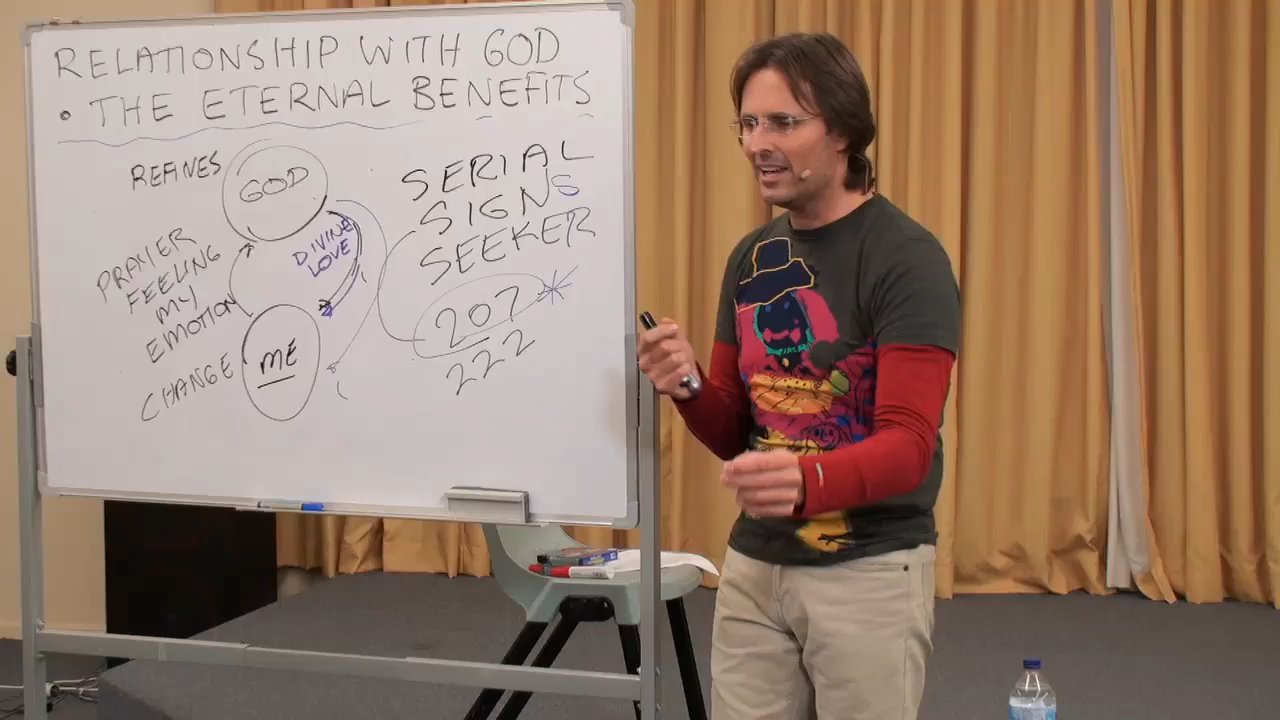 RELATIONSHIP WITH GOD
• THE ETERNAL BENEFITS
REFINES
GOD
PRAYER
FEELING
MY
EMOTION
CHANGE
DIVINE
LOVE
ME
SERIAL
SIGNS
SEEKER
207
222